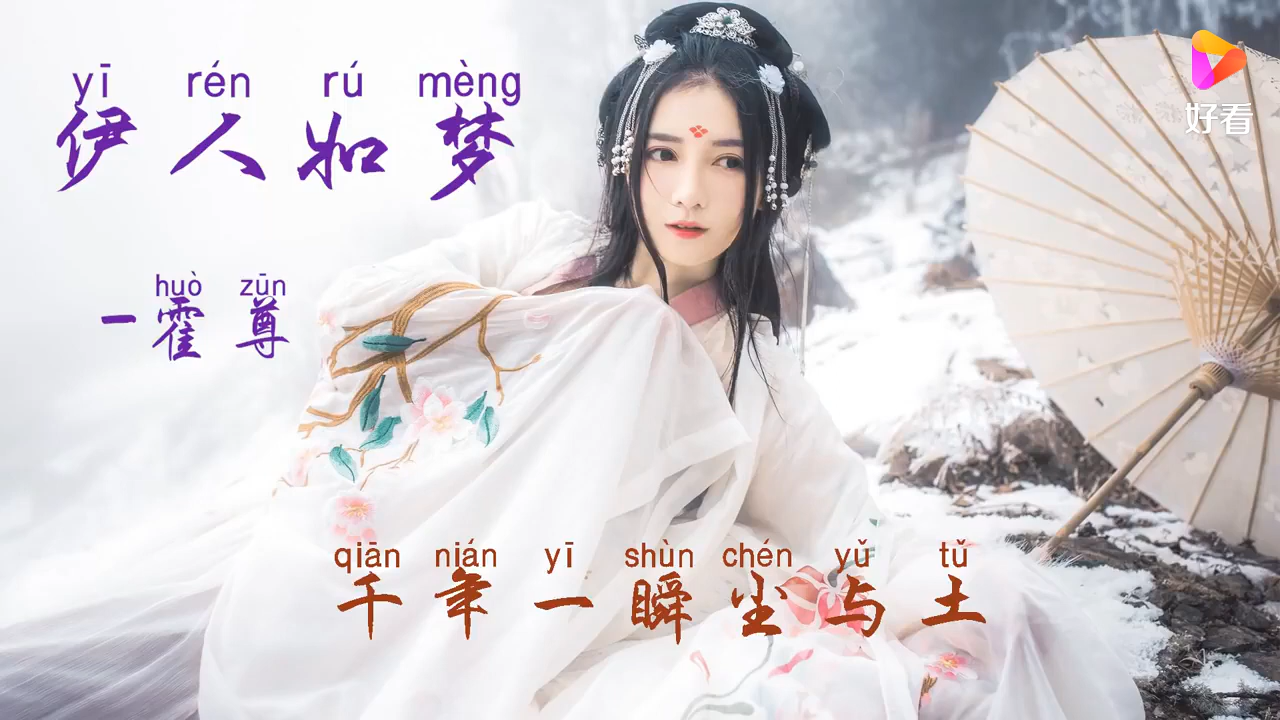 yī rén rú mèng
伊人如梦
huò zūn
一霍尊
qiān nián yī shùn chén yǔ tǔ
千年一瞬尘与土
好看